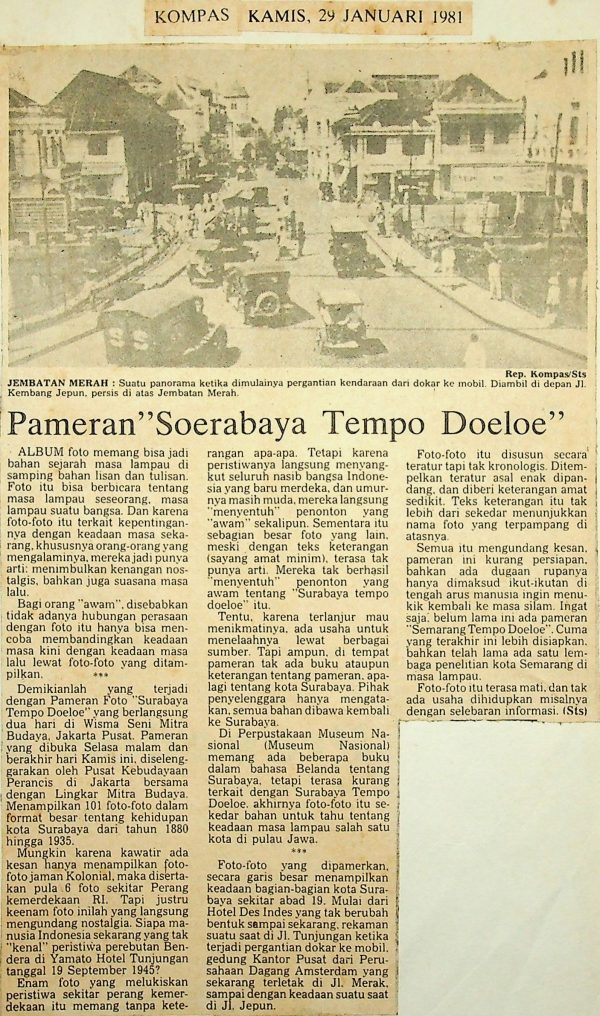 KOMPAS KAMIS, 29 JANUARI 1981
Rep. Kompas/Sts
JEMBATAN MERAH : Suatu panorama ketika dimulainya pergantian kendaraan dari dokar ke mobil. Diambil di depan Jl.
Kembang Jepun, persis di atas Jembatan Merah.
Pameran"Soerabaya Tempo Doeloe"
ALBUM foto memang bisa jadi
bahan sejarah masa lampau di
samping bahan lisan dan tulisan.
Foto itu bisa berbicara tentang
masa lampau seseorang, masa
lampau suatu bangsa. Dan karena
foto-foto itu terkait kepentingan-
nya dengan keadaan masa seka-
rang, khususnya orang-orang yang
mengalaminya, mereka jadi punya
arti: menimbulkan kenangan nos-
talgis, bahkan juga suasana masa
lalu.
Bagi orang "awam", disebabkan
tidak adanya hubungan perasaan
dengan foto itu hanya bisa men-
coba membandingkan keadaan
masa kini dengan keadaan masa
lalu lewat foto-foto yang ditam-
pilkan.
***
Demikianlah yang terjadi
dengan Pameran Foto "Surabaya
Tempo Doeloe" yang berlangsung
dua hari di Wisma Seni Mitra
Budaya, Jakarta Pusat. Pameran
yang dibuka Selasa malam dan
berakhir hari Kamis ini, diseleng-
garakan oleh Pusat Kebudayaan
Perancis di Jakarta bersama
dengan Lingkar Mitra Budaya.
Menampilkan 101 foto-foto dalam
format besar tentang kehidupan
kota Surabaya dari tahun 1880
hingga 1935.
Mungkin karena kawatir ada
kesan hanya menampilkan foto-
foto jaman Kolonial, maka diserta-
kan pula 6 foto sekitar Perang
kemerdekaan RI. Tapi justru
keenam foto inilah yang langsung
mengundang nostalgia. Siapa ma-
nusia Indonesia sekarang yang tak
"kenal" peristiwa perebutan Ben-
dera di Yamato Hotel Tunjungan
tanggal 19 September 1945?
Enam foto yang melukiskan
peristiwa sekitar perang kemer-
dekaan itu memang tanpa kete-
rangan apa-apa. Tetapi karena
peristiwanya langsung menyang-
kut seluruh nasib bangsa Indone-
sia yang baru merdeka, dan umur-
nya masih muda, mereka langsung
"menyentuh" penonton yang
"awam" sekalipun. Sementara itu
sebagian besar foto yang lain,
meski dengan teks keterangan
(sayang amat minim), terasa tak
punya arti. Mereka tak berhasil
"menyentuh" penonton yang
awam tentang "Surabaya tempo
doeloe" itu.
Tentu, karena terlanjur mau
menikmatinya, ada usaha untuk
menelaahnya lewat berbagai
sumber. Tapi ampun, di tempat
pameran tak ada buku ataupun
keterangan tentang pameran, apa-
lagi tentang kota Surabaya. Pihak
penyelenggara hanya mengata-
kan, semua bahan dibawa kembali
ke Surabaya.
Di Perpustakaan Museum Na-
sional (Museum Nasional)
memang ada beberapa buku
dalam bahasa Belanda tentang
Surabaya, tetapi terasa kurang
terkait dengan Surabaya Tempo
Doeloe. akhirnya foto-foto itu se-
kedar bahan untuk tahu tentang
keadaan masa lampau salah satu
kota di pulau Jawa.
***
Foto-foto yang dipamerkan,
secara garis besar menampilkan
keadaan bagian-bagian kota Sura-
baya sekitar abad 19. Mulai dari
Hotel Des Indes yang tak berubah
bentuk sampai sekarang, rekaman
suatu saat di Jl. Tunjungan ketika
terjadi pergantian dokar ke mobil,
gedung Kantor Pusat dari Peru-
sahaan Dagang Amsterdam yang
sekarang terletak di Jl. Merak,
sampai dengan keadaan suatu saat
di Jl. Jepun.
Foto-foto itu disusun secara
teratur tapi tak kronologis. Ditem-
pelkan teratur asal enak dipan-
dang, dan diberi keterangan amat
sedikit. Teks keterangan itu tak
lebih dari sekedar menunjukkan
nama foto yang terpampang di
atasnya.
Semua itu mengundang kesan,
pameran ini kurang persiapan,
bahkan ada dugaan rupanya
hanya dimaksud ikut-ikutan di
tengah arus manusia ingin menu-
kik kembali ke masa silam. Ingat
saja, belum lama ini ada pameran
"Semarang Tempo Doeloe". Cuma
yang terakhir ini lebih disiapkan,
bahkan telah lama ada satu lem-
baga penelitian kota Semarang di
masa lampau.
Foto-foto itu terasa mati, dan tak
ada usaha dihidupkan misalnya
dengan selebaran informasi. (Sts)